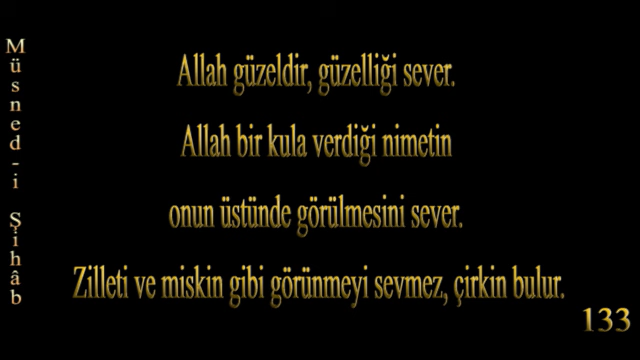 Müsned-i Şihâb
Allah güzeldir, güzelliği sever.
Allah bir kula verdiği nimetin
onun üstünde görülmesini sever.
Zilleti ve miskin gibi görünmeyi sevmez, çirkin bulur.
133